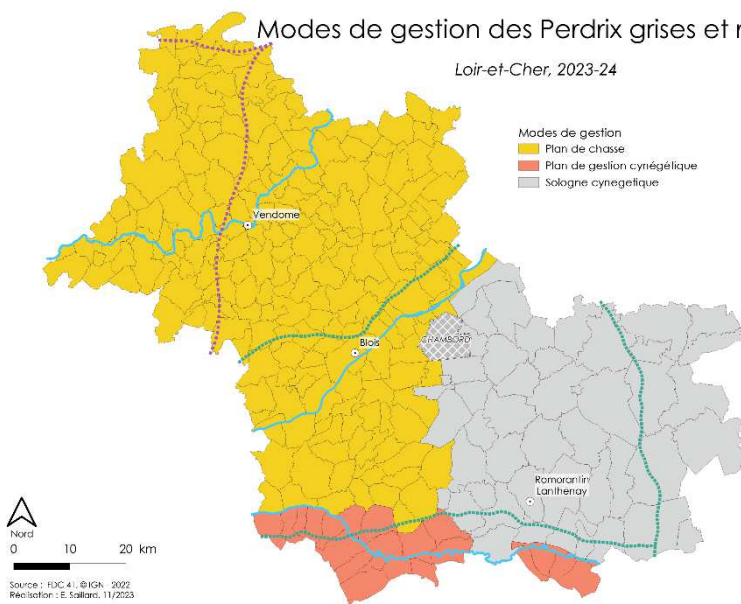 Modes de gestion des Perdrix grises et r
Loir-et-Cher, 2023-24
Modes de gestion
Plan de chasse
Plan de gestion cynégétique
Sologne cynegetique
Vendome
Blois
CHAMBORD
Romorantin
Lanthenay
Nord
0 10 20 km
Source : FDC 41, © IGN - 2022
Réalisation : E. Saillard, 11/2023